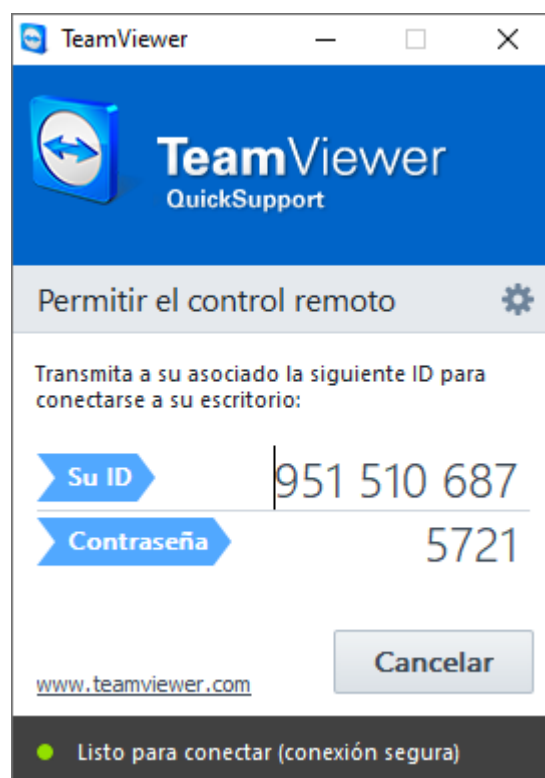 TeamViewer
TeamViewer
QuickSupport
Permitir el control remoto
Transmita a su asociado la siguiente ID para
conectarse a su escritorio:
Su ID 951 510 687
Contraseña 5721
Cancelar
www.teamviewer.com
Listo para conectar (conexión segura)